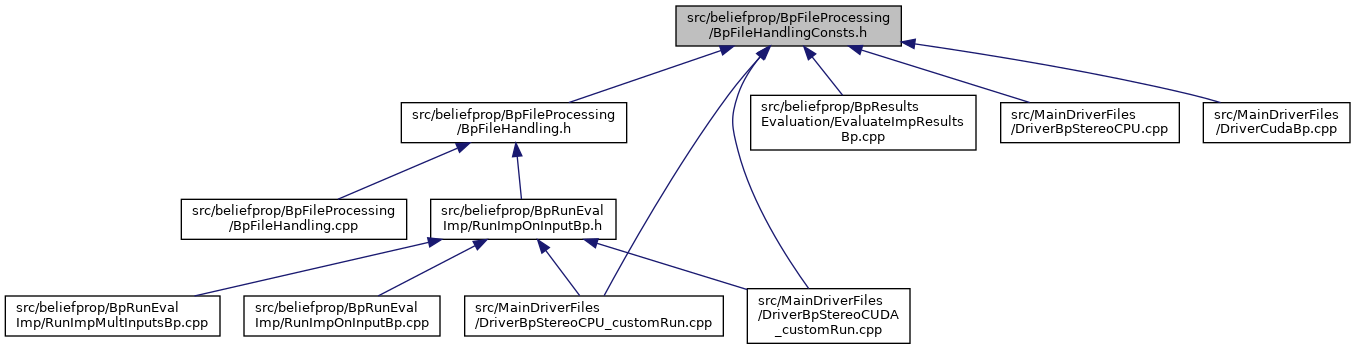 src/beliefprop/BpFileProcessing
/BpFileHandlingConsts.h
src/beliefprop/BpFileProcessing
/BpFileHandling.h
src/beliefprop/BpResults
Evaluation/EvaluateImpResults
Bp.cpp
src/MainDriverFiles
/DriverBpStereoCPU.cpp
src/MainDriverFiles
/DriverCudaBp.cpp
src/beliefprop/BpFileProcessing
/BpFileHandling.cpp
src/beliefprop/BpRunEval
Imp/RunImpOnInputBp.h
src/beliefprop/BpRunEval
Imp/RunImpMultInputsBp.cpp
src/beliefprop/BpRunEval
Imp/RunImpOnInputBp.cpp
src/MainDriverFiles
/DriverBpStereoCPU_customRun.cpp
src/MainDriverFiles
/DriverBpStereoCUDA
_customRun.cpp